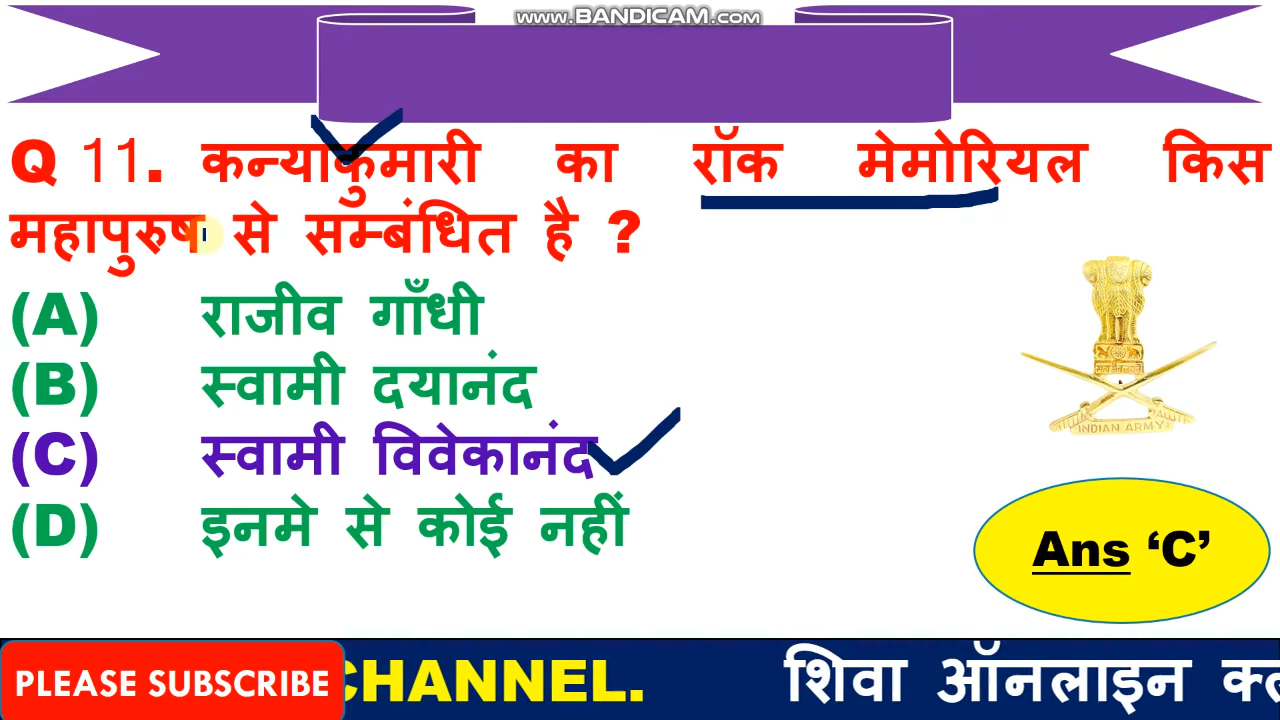 www.BANDICAM.com
Q 11. कन्याकुमारी का रॉक मेमोरियल किस
महापुरुष से सम्बंधित है ?
(A) राजीव गाँधी
(B) स्वामी दयानंद
(C) स्वामी विवेकानंद
(D) इनमे से कोई नहीं
INDIAN ARMY
Ans ‘C’
PLEASE SUBSCRIBE CHANNEL. शिवा ऑनलाइन